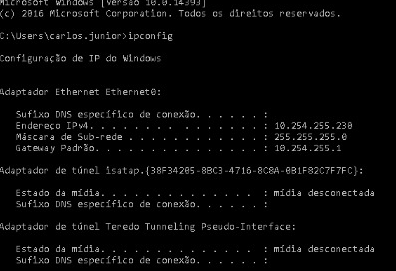 Microsoft Windows [versão 10.0.14393]
(c) 2016 Microsoft Corporation. Todos os direitos reservados.
C:\Users\carlos.junior>ipconfig
Configuração de IP do Windows
Adaptador Ethernet Ethernet0:
Sufixo DNS específico de conexão. . . . . . :
Endereço IPv4. . . . . . . . . . . . . . . : 10.254.255.230
Máscara de Sub-rede . . . . . . . . . . . . : 255.255.255.0
Gateway Padrão. . . . . . . . . . . . . . . : 10.254.255.1
Adaptador de túnel isatap.{38F34205-8BC3-4716-8C8A-0B1F82C7F7FC}:
Estado da mídia. . . . . . . . . . . . . . : mídia desconectada
Sufixo DNS específico de conexão. . . . . . :
Adaptador de túnel Teredo Tunneling Pseudo-Interface:
Estado da mídia. . . . . . . . . . . . . . : mídia desconectada
Sufixo DNS específico de conexão. . . . . . :